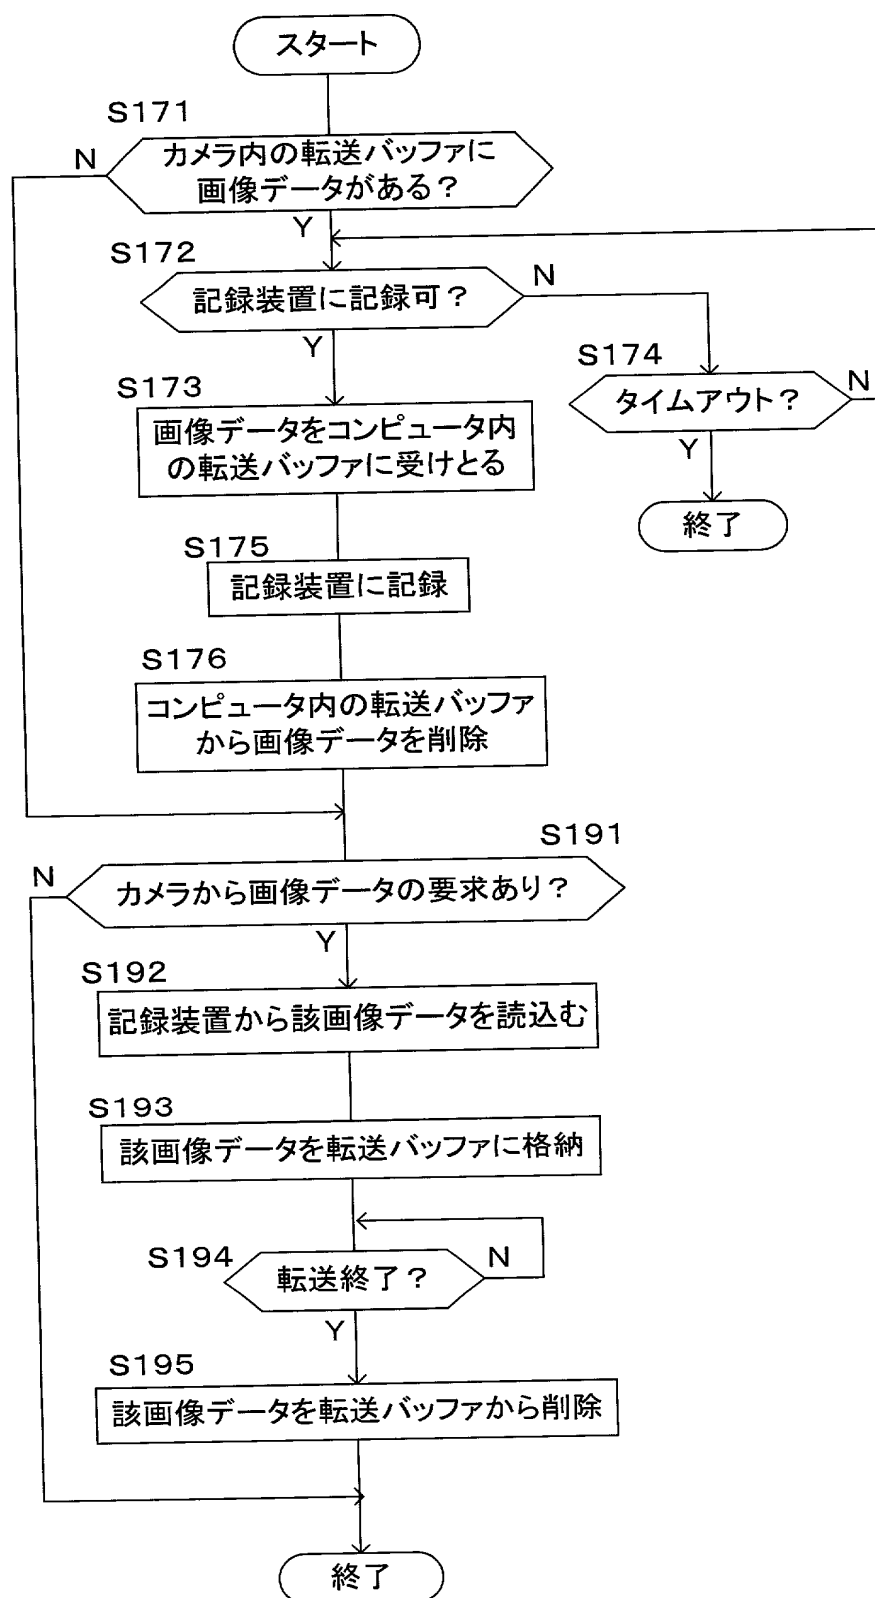 スタート
S171
N
カメラ内の転送バッファに
画像データがある？
Y
S172
記録装置に記録可？
N
Y
S174
タイムアウト？
N
Y
終了
S173
画像データをコンピュータ内
の転送バッファに受けとる
S175
記録装置に記録
S176
コンピュータ内の転送バッファ
から画像データを削除
S191
N
カメラから画像データの要求あり？
Y
S192
記録装置から該画像データを読込む
S193
該画像データを転送バッファに格納
S194
転送終了？
N
Y
S195
該画像データを転送バッファから削除
終了